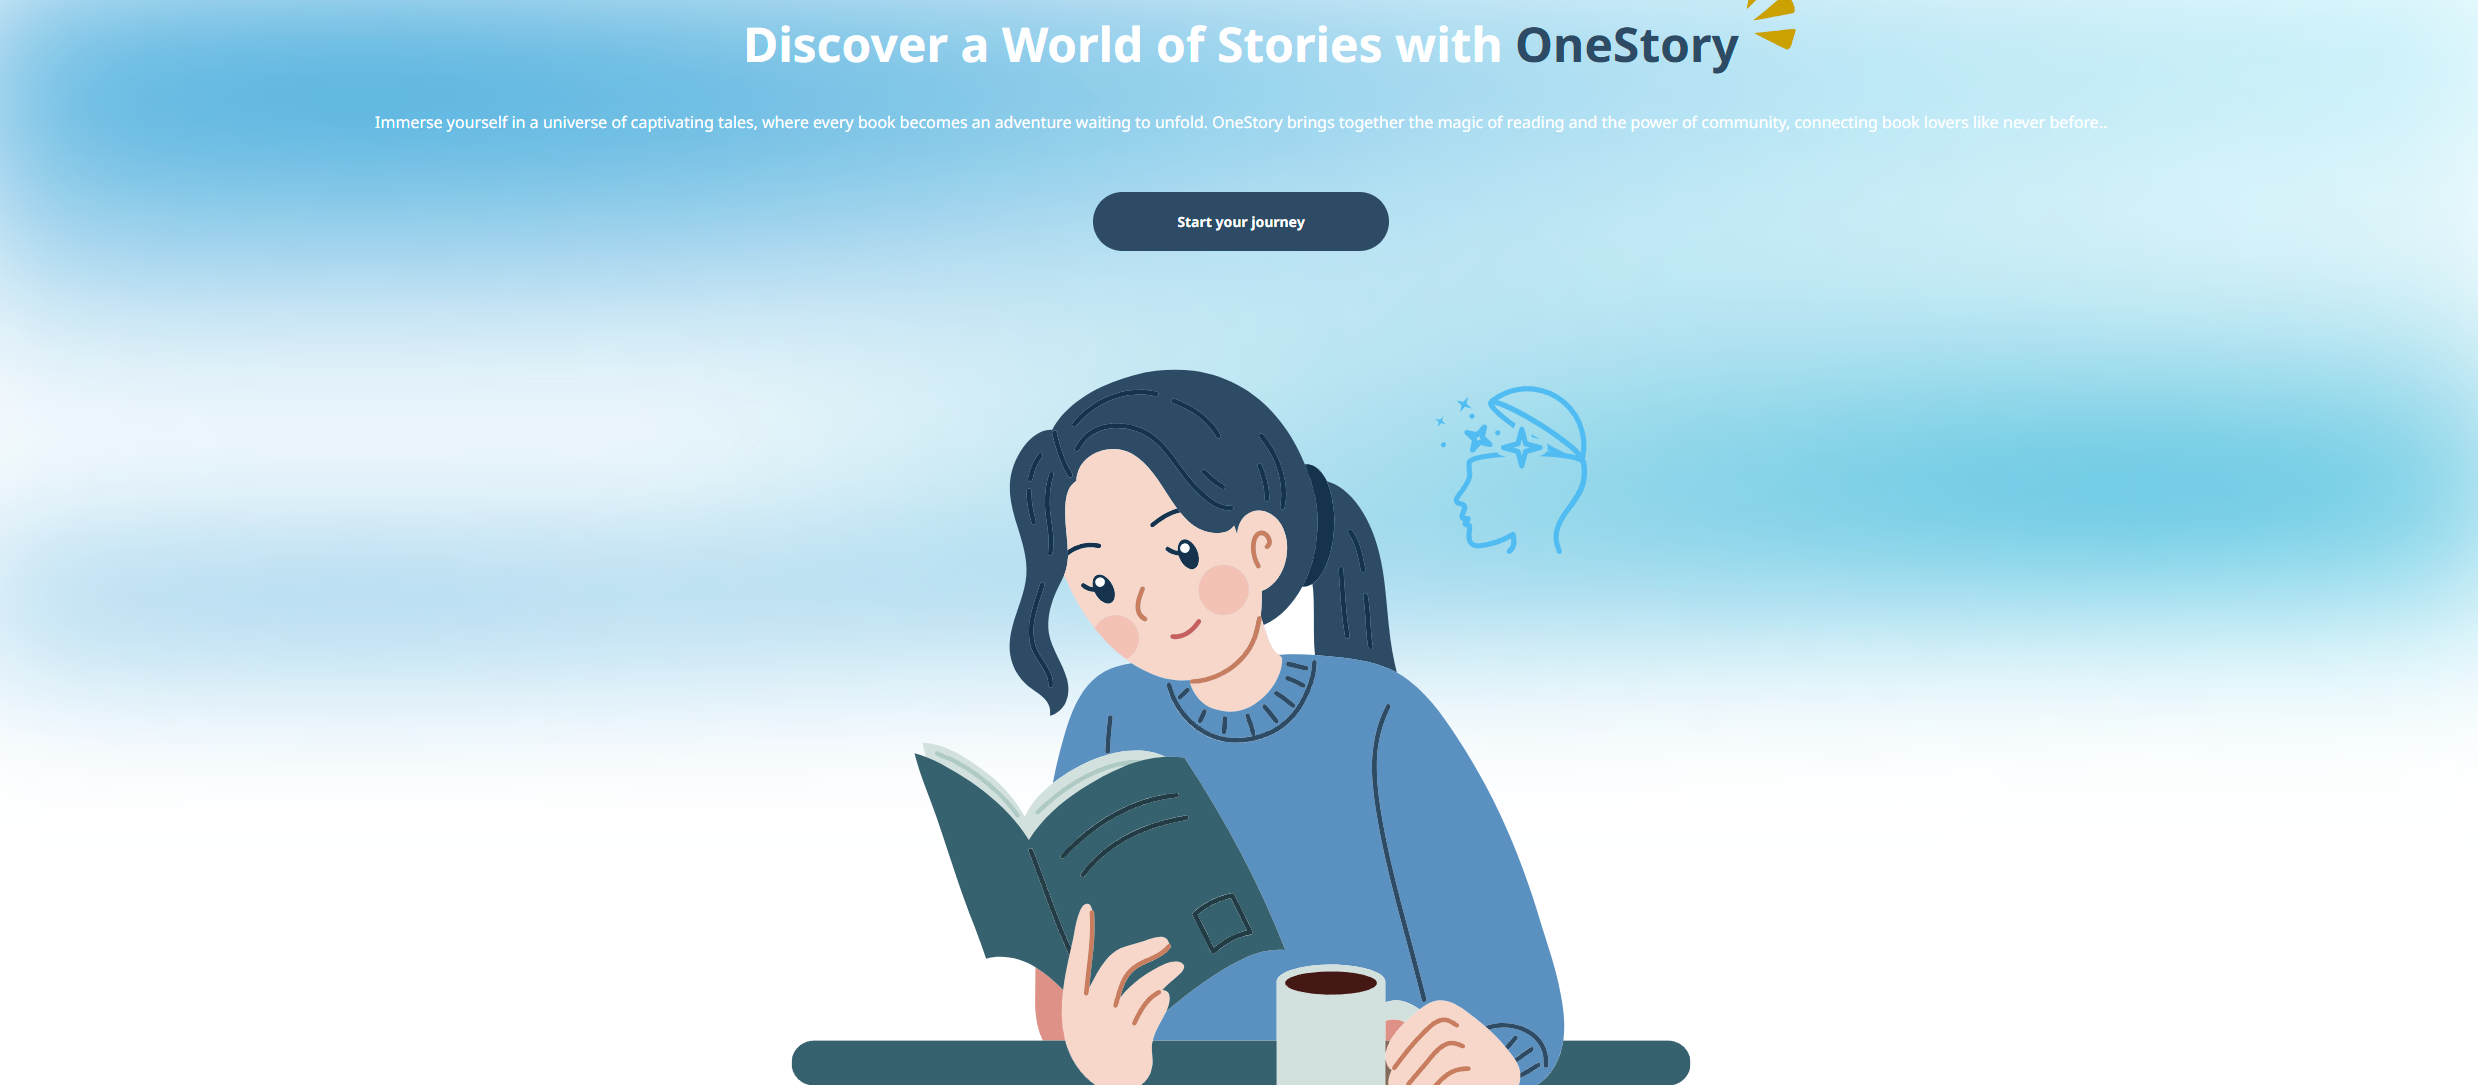 Discover a World of Stories with OneStory
Immerse yourself in a universe of captivating tales, where every book becomes an adventure waiting to unfold. OneStory brings together the magic of reading and the power of community, connecting book lovers like never before..
Start your journey